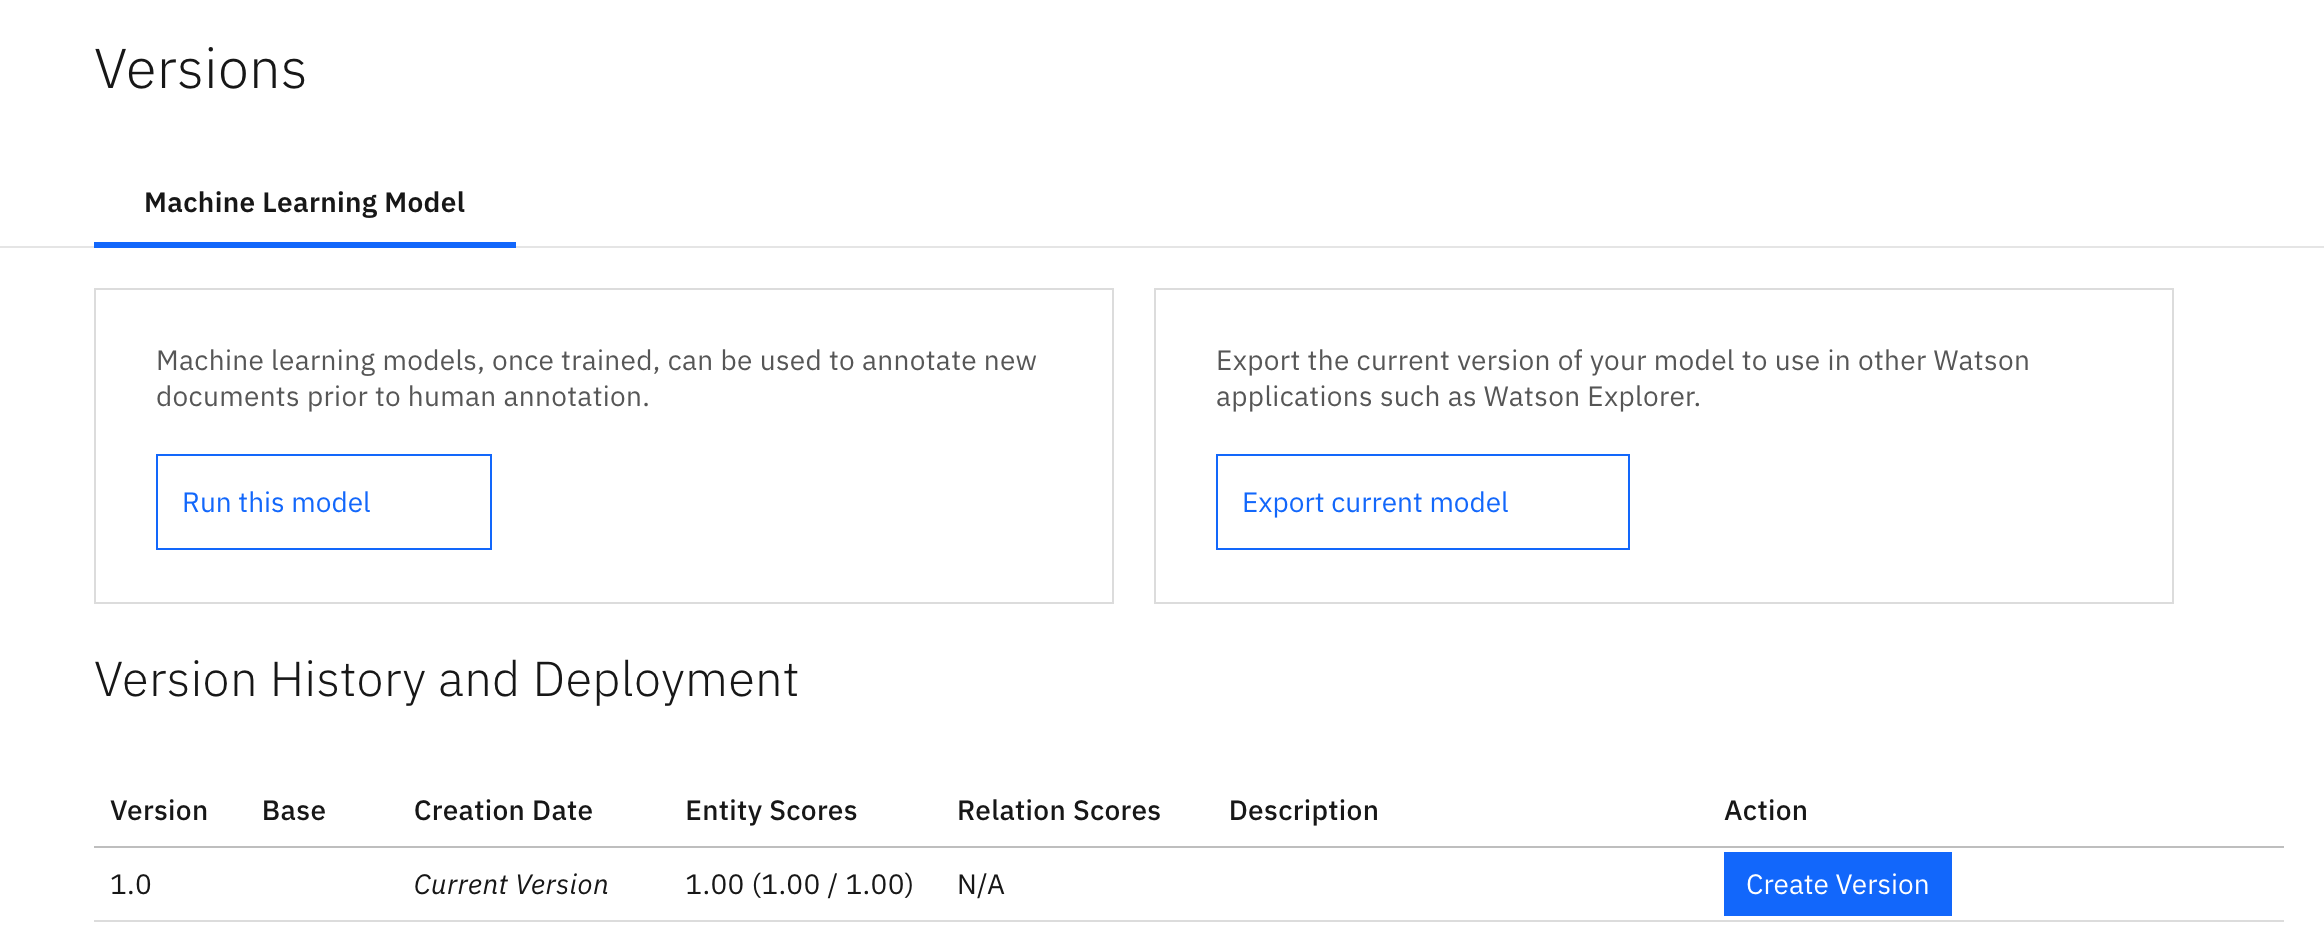 Versions
Machine Learning Model
Machine learning models, once trained, can be used to annotate new
documents prior to human annotation.
Run this model
Export the current version of your model to use in other Watson
applications such as Watson Explorer.
Export current model
Version History and Deployment
Version Base Creation Date Entity Scores Relation Scores Description Action
1.0 Current Version 1.00 (1.00 / 1.00) N/A Create Version